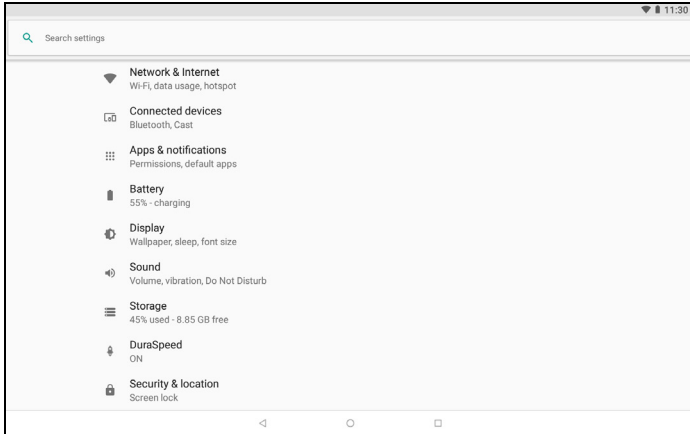 11:30
Search settings
Network & Internet
Wi-Fi, data usage, hotspot
Connected devices
Bluetooth, Cast
Apps & notifications
Permissions, default apps
Battery
55% - charging
Display
Wallpaper, sleep, font size
Sound
Volume, vibration, Do Not Disturb
Storage
45% used - 8.85 GB free
DuraSpeed
ON
Security & location
Screen lock